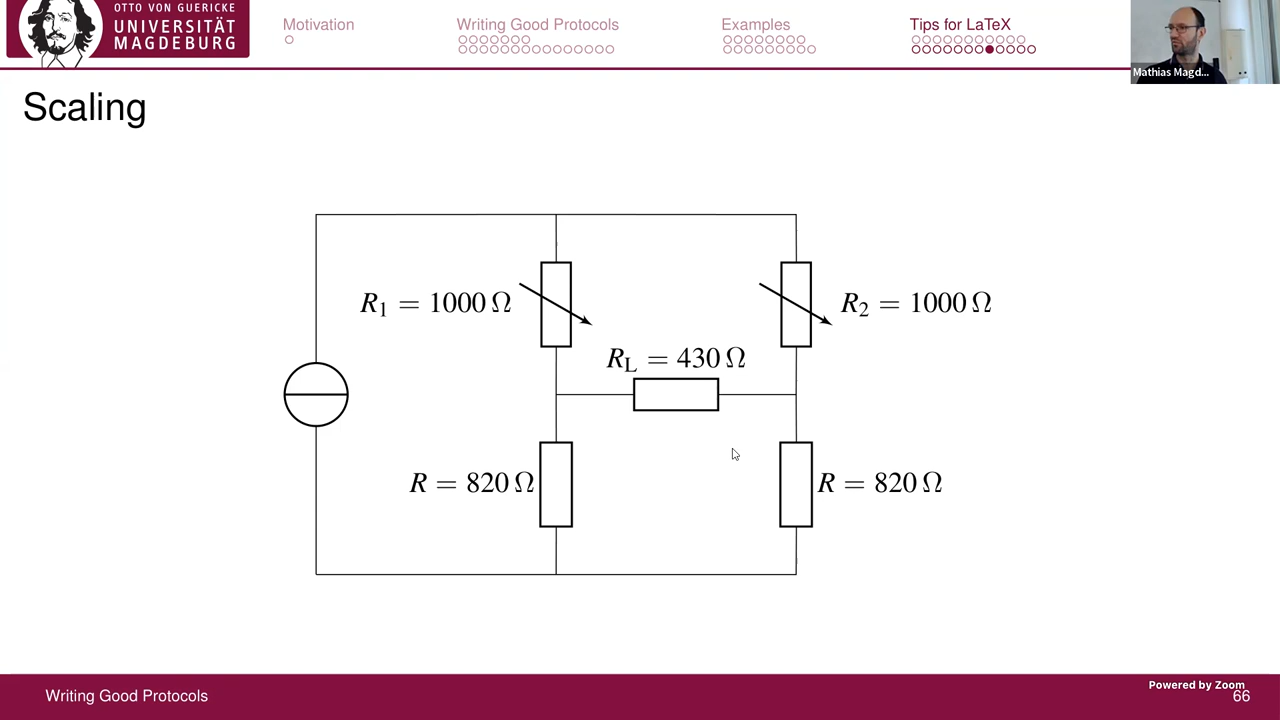 OTTO VON GUERICKE
UNIVERSITÄT
MAGDEBURG
Motivation
Writing Good Protocols
Examples
Tips for LaTeX
Mathias Magd...
Scaling
R₁ = 1000 Ω
R₂ = 1000 Ω
R_L = 430 Ω
R = 820 Ω
R = 820 Ω
Writing Good Protocols
Powered by Zoom
66